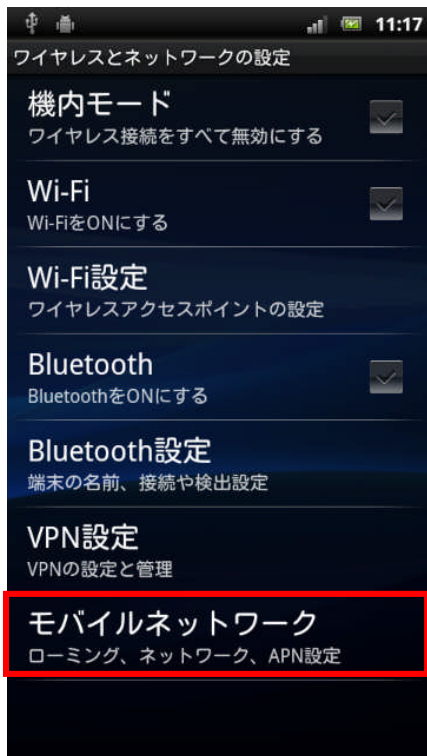 11:17
ワイヤレスとネットワークの設定
機内モード
ワイヤレス接続をすべて無効にする
Wi-Fi
Wi-FiをONにする
Wi-Fi設定
ワイヤレスアクセスポイントの設定
Bluetooth
BluetoothをONにする
Bluetooth設定
端末の名前、接続や検出設定
VPN設定
VPNの設定と管理
モバイルネットワーク
ローミング、ネットワーク、APN設定